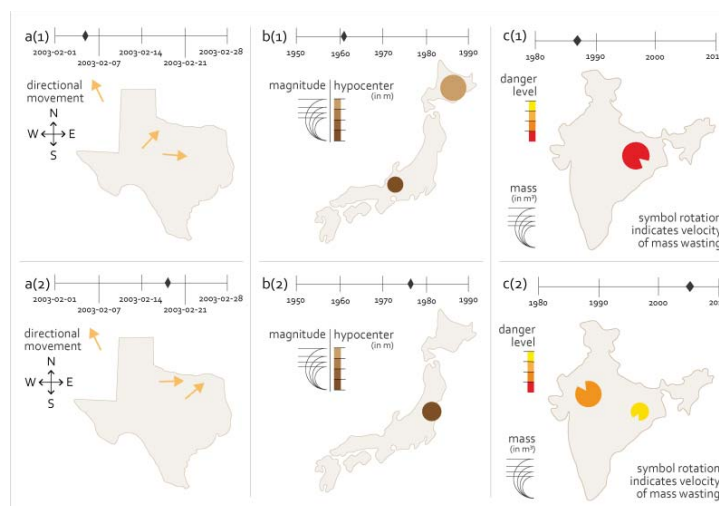 a(1)
2003-02-01
2003-02-14
2003-02-28
2003-02-07
2003-02-21
directional
movement
N
W
E
S
b(1)
1950
1960
1970
1980
1990
magnitude
hypocenter
(in m)
c(1)
1980
1990
2000
201
danger
level
mass
(in m³)
symbol rotation
indicates velocity
of mass wasting
a(2)
2003-02-01
2003-02-14
2003-02-28
2003-02-07
2003-02-21
directional
movement
N
W
E
S
b(2)
1950
1960
1970
1980
1990
magnitude
hypocenter
(in m)
c(2)
1980
1990
2000
201
danger
level
mass
(in m³)
symbol rotation
indicates velocity
of mass wasting